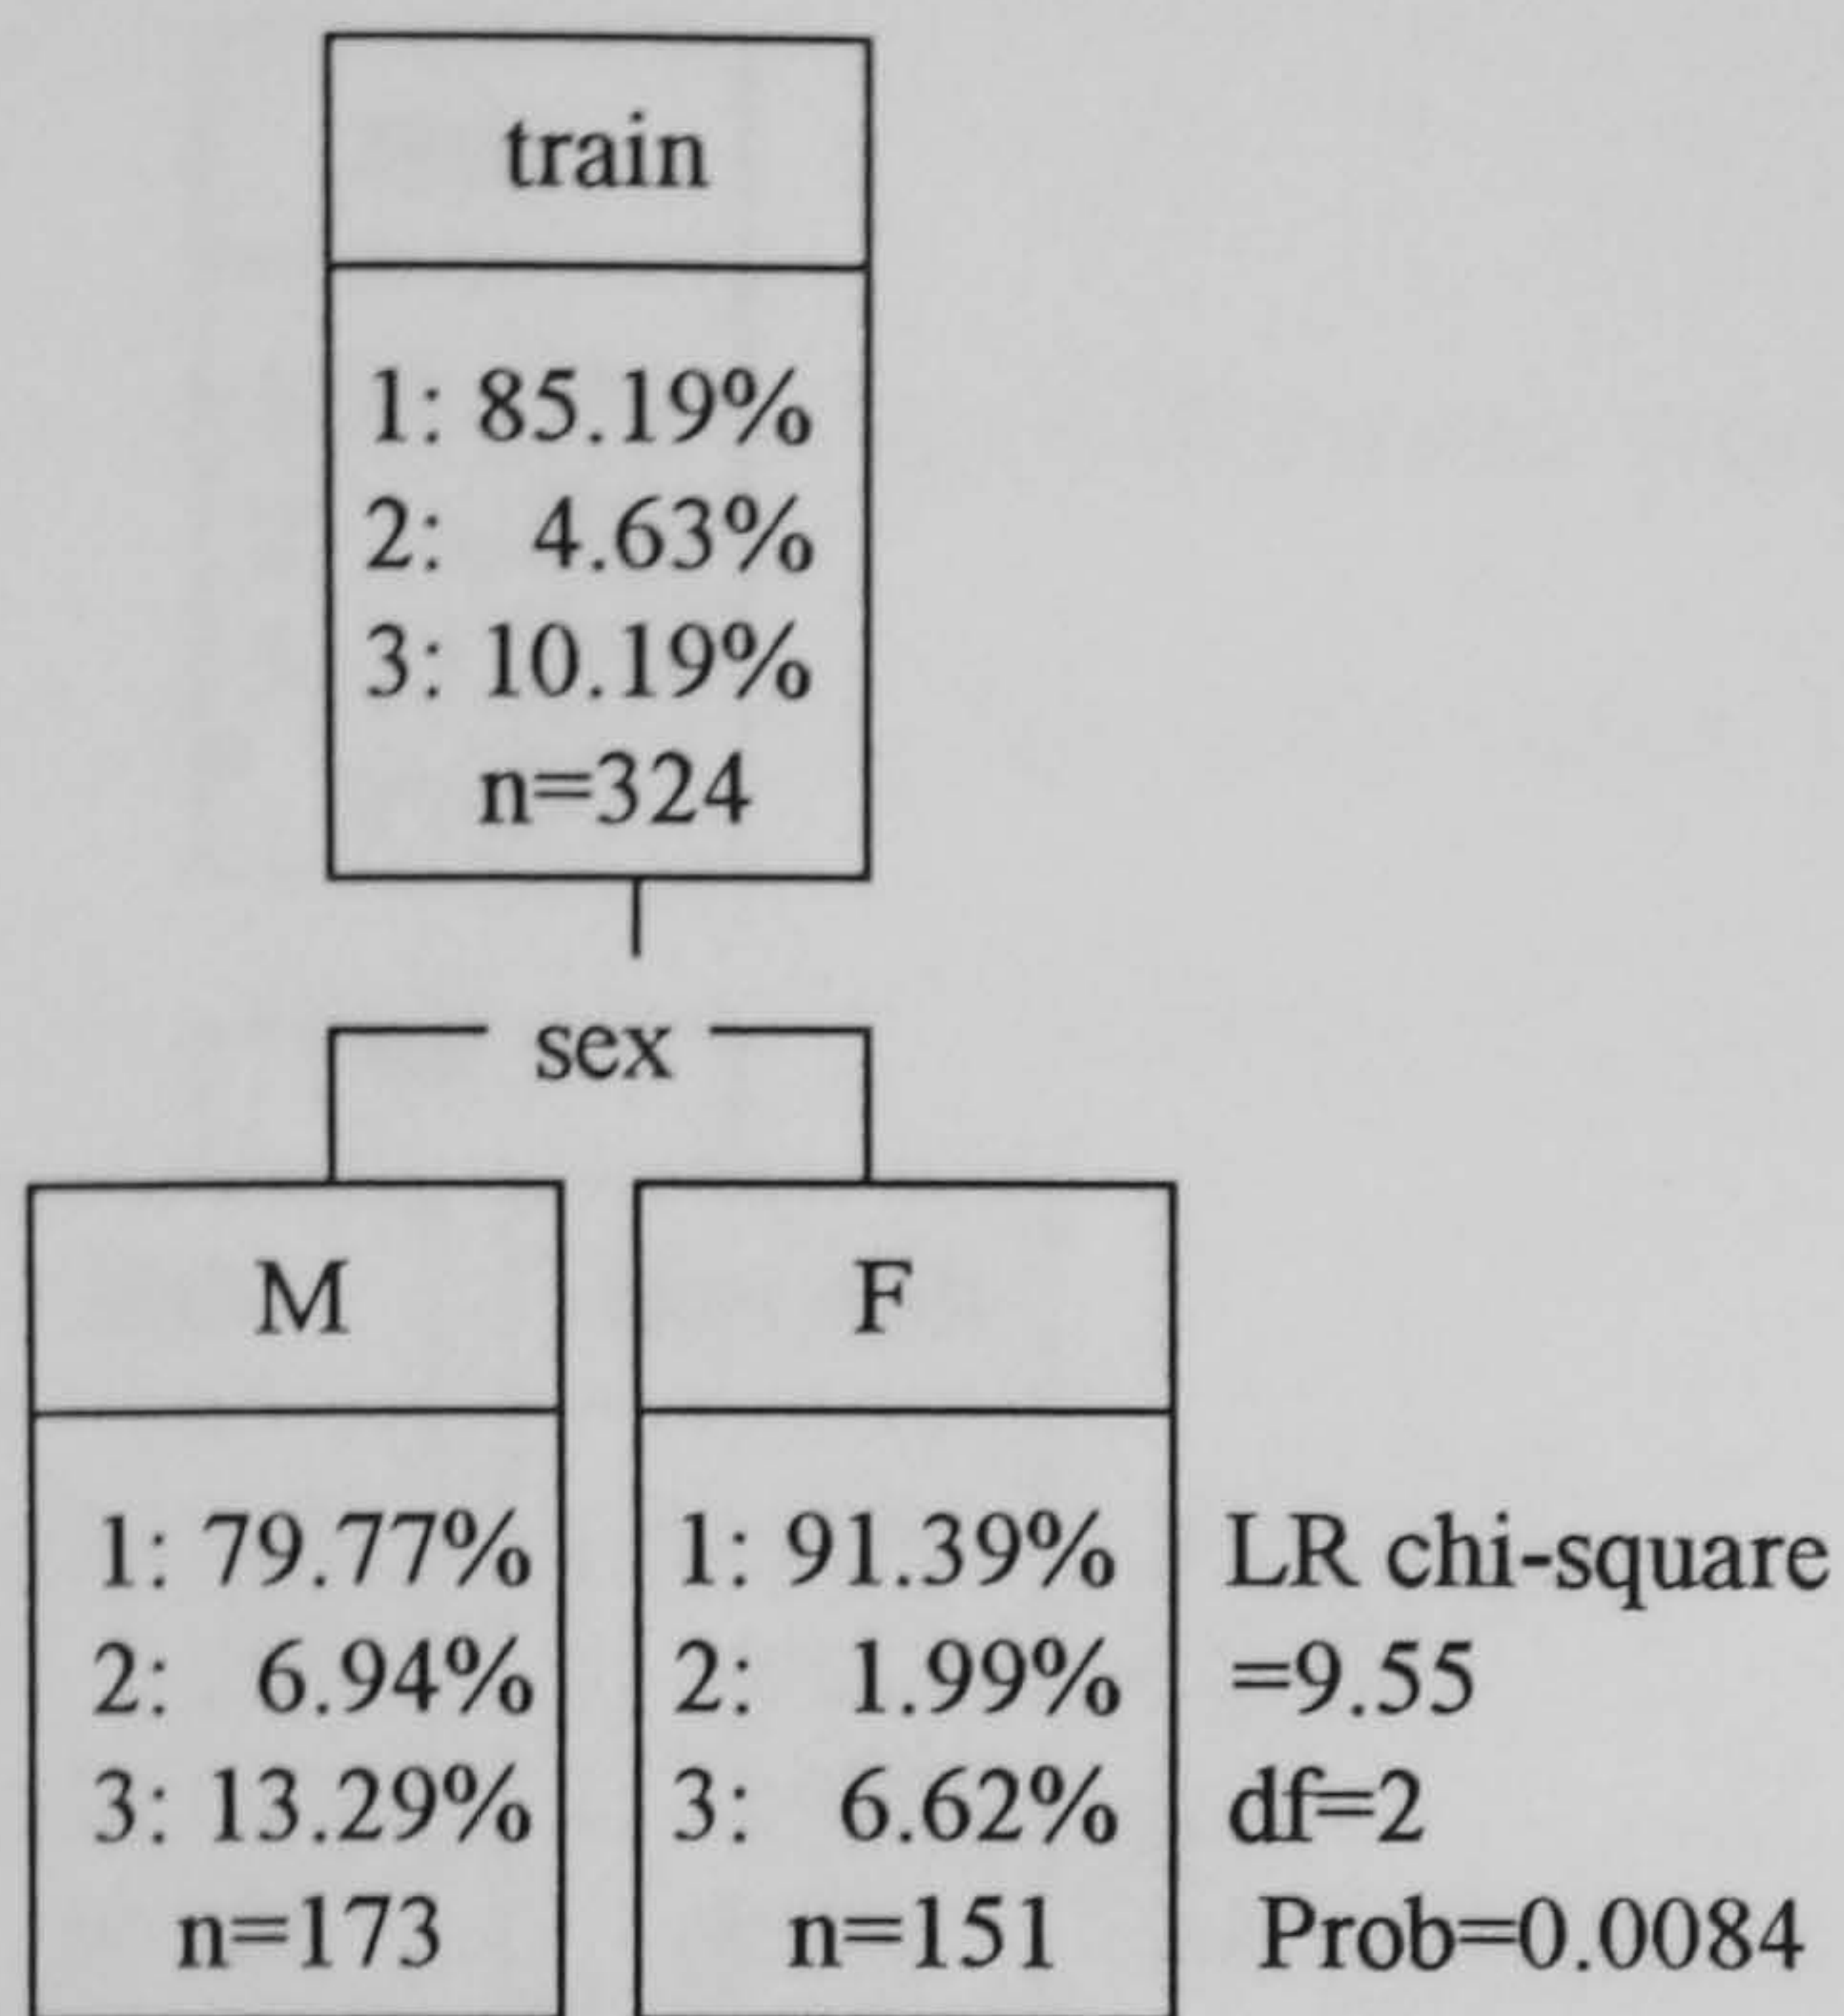 train
1: 85.19%
2: 4.63%
3: 10.19%
n=324
sex
M
1: 79.77%
2: 6.94%
3: 13.29%
n=173
F
1: 91.39%
2: 1.99%
3: 6.62%
n=151
LR chi-square
=9.55
df=2
Prob=0.0084